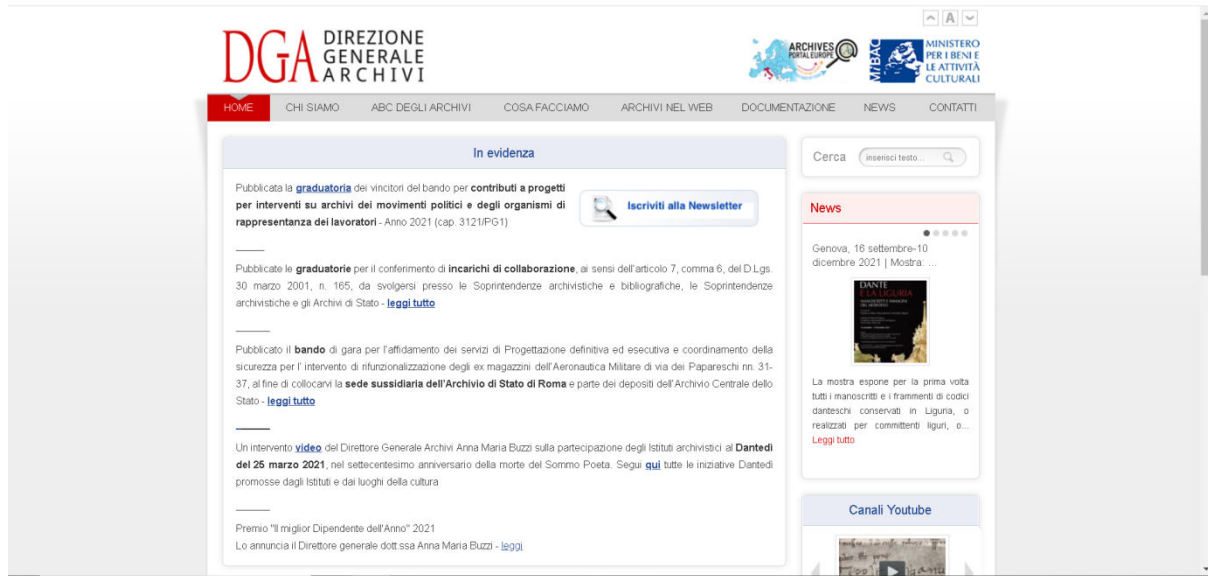 DGA DIREZIONE
GENERALE
ARCHIVI
A
ARCHIVES
PORTAL EUROPE
MiBAC
MINISTERO
PER I BENI E
LE ATTIVITÀ
CULTURALI
HOME CHI SIAMO ABC DEGLI ARCHIVI COSA FACCIAMO ARCHIVI NEL WEB DOCUMENTAZIONE NEWS CONTATTI
In evidenza
Pubblicata la graduatoria dei vincitori del bando per contributi a progetti
per interventi su archivi dei movimenti politici e degli organismi di
rappresentanza dei lavoratori - Anno 2021 (cap. 3121/PG1)
Iscriviti alla Newsletter
Pubblicate le graduatorie per il conferimento di incarichi di collaborazione, ai sensi dell'articolo 7, comma 6, del D.Lgs.
30 marzo 2001, n. 165, da svolgersi presso le Soprintendenze archivistiche e bibliografiche, le Soprintendenze
archivistiche e gli Archivi di Stato - leggi tutto
Pubblicato il bando di gara per l'affidamento dei servizi di Progettazione definitiva ed esecutiva e coordinamento della
sicurezza per l' intervento di rifunzionalizzazione degli ex magazzini dell'Aeronautica Militare di via dei Papareschi nn. 31-
37, al fine di collocarvi la sede sussidiaria dell'Archivio di Stato di Roma e parte dei depositi dell'Archivio Centrale dello
Stato - leggi tutto
Un intervento video del Direttore Generale Archivi Anna Maria Buzzi sulla partecipazione degli Istituti archivistici al Dantedì
del 25 marzo 2021, nel settecentesimo anniversario della morte del Sommo Poeta. Segui qui tutte le iniziative Dantedì
promosse dagli Istituti e dai luoghi della cultura
Premio "Il miglior Dipendente dell'Anno" 2021
Lo annuncia il Direttore generale dott.ssa Anna Maria Buzzi - leggi
Cerca inserisci testo...
News
Genova, 16 settembre-10
dicembre 2021 | Mostra: ...
DANTE
E LA LIGURIA
La mostra espone per la prima volta
tutti i manoscritti e i frammenti di codici
danteschi conservati in Liguria, o
realizzati per committenti liguri, o...
Leggi tutto
Canali Youtube